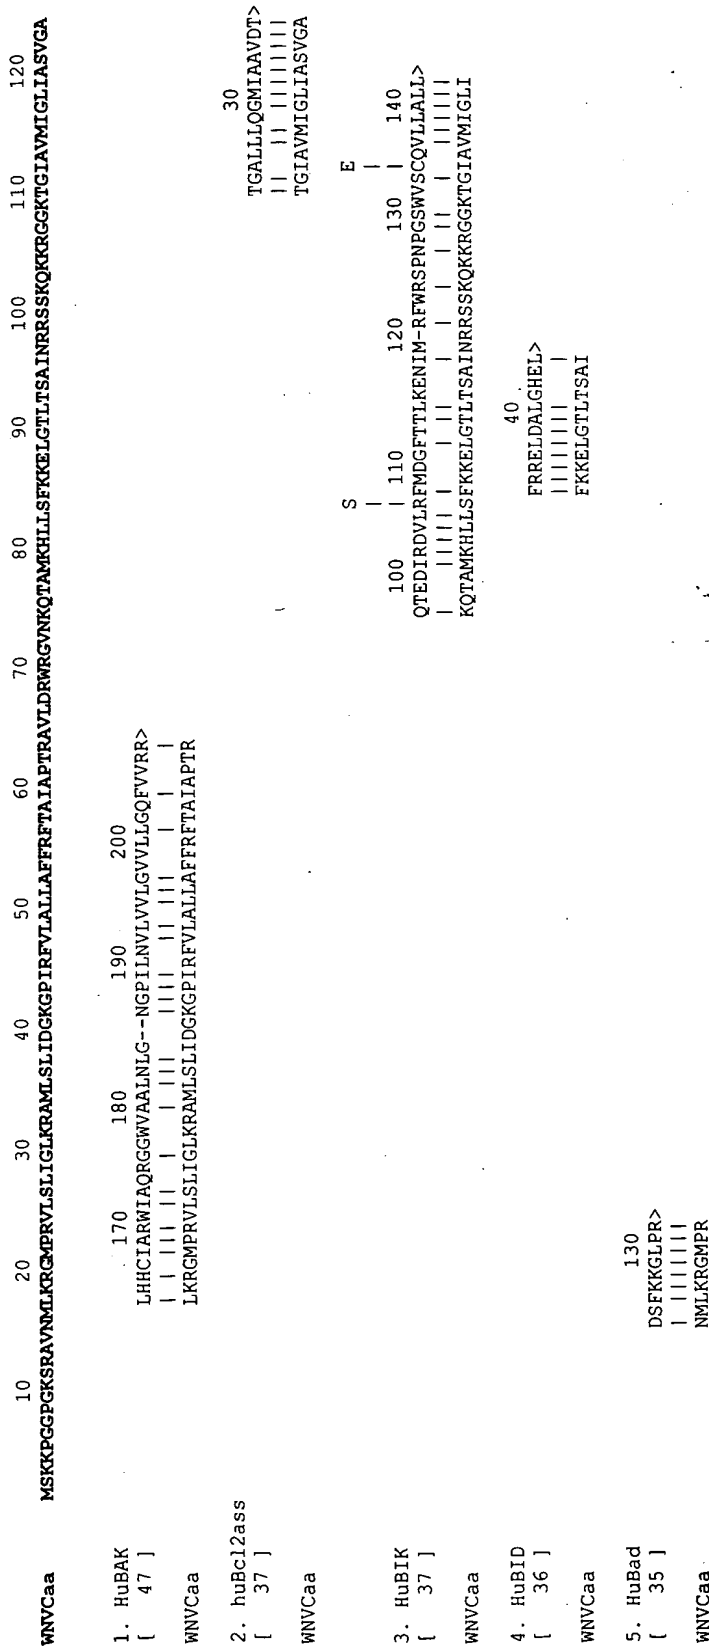 10 20 30 40 50 60 70 80 90 100 110 120
WNVCaa MSKKPGGPGKSRAVNMLKRGMPRVLSLIGLKRAMLSLIDGKGPIRFVLALLAFFRFTAIAPTRAVLDRWRGVNKQTAMKHLLSFKKELGTLTSAINRRSSKQKKRGGKTGIAVMIGLIASVGA
170 180 190 200
1. HuBAK LHHCIARWIAQRGGWVAALNLG--NGPILNVLVVLGVVLLGQFVVRR>
[ 47 ]
WNVCaa LKRGMPRVLSLIGLKRAMLSLIDGKGPIRFVLALLAFFRFTAIAPTR
30
2. huBcl2ass TGALLLQGMIAAVDT>
[ 37 ]
WNVCaa TGIAVMIGLIASVGA
S E
100 110 120 130 140
3. HuBIK QTEDIRDVLRFMDGFTTLKENIM-RFWRSPNPGSWVSCQVLLALL>
[ 37 ]
WNVCaa KQTAMKHLLSFKKELGTLTSAINRRSSKQKKRGGKTGIAVMIGLI
40
4. HuBID FRRELDALGHEL>
[ 36 ]
WNVCaa FKKELGTLTSAI
130
5. HuBad DSFKKGLPR>
[ 35 ]
WNVCaa NMLKRGMPR